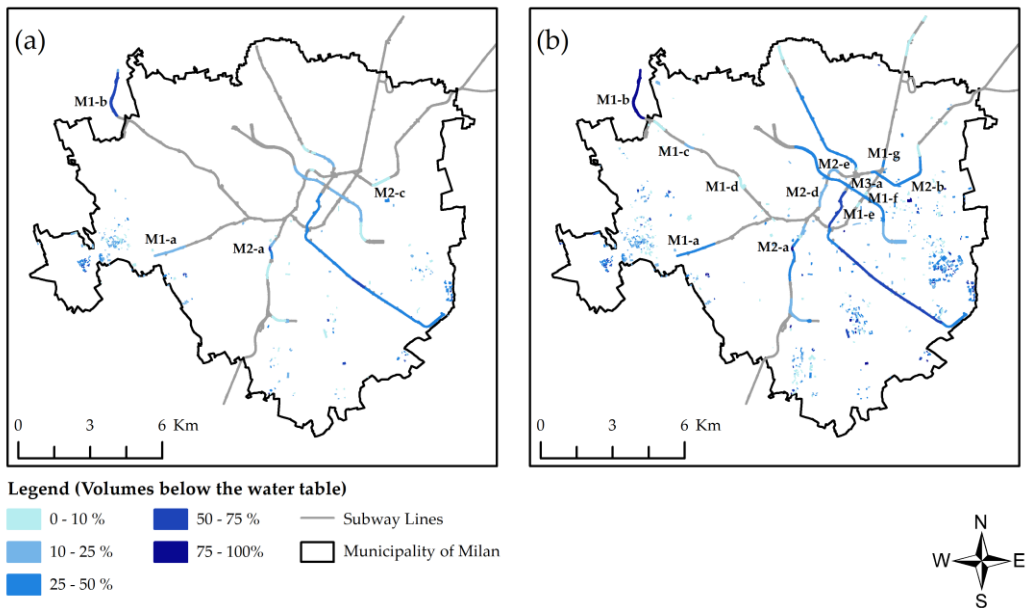 (a)
M1-b
M2-c
M1-a
M2-a
0 3 6 Km
(b)
M1-b
M1-c
M1-g
M2-e
M1-d
M3-a
M2-d
M2-b
M1-f
M1-e
M1-a
M2-a
0 3 6 Km
Legend (Volumes below the water table)
0 - 10 % 50 - 75 % Subway Lines
10 - 25 % 75 - 100% Municipality of Milan
25 - 50 %
N
W E
S